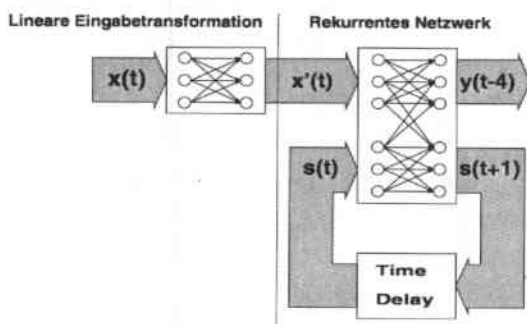 Lineare Eingabetransformation
Rekurrentes Netzwerk
x(t)
x'(t)
y(t-4)
s(t)
s(t+1)
Time
Delay